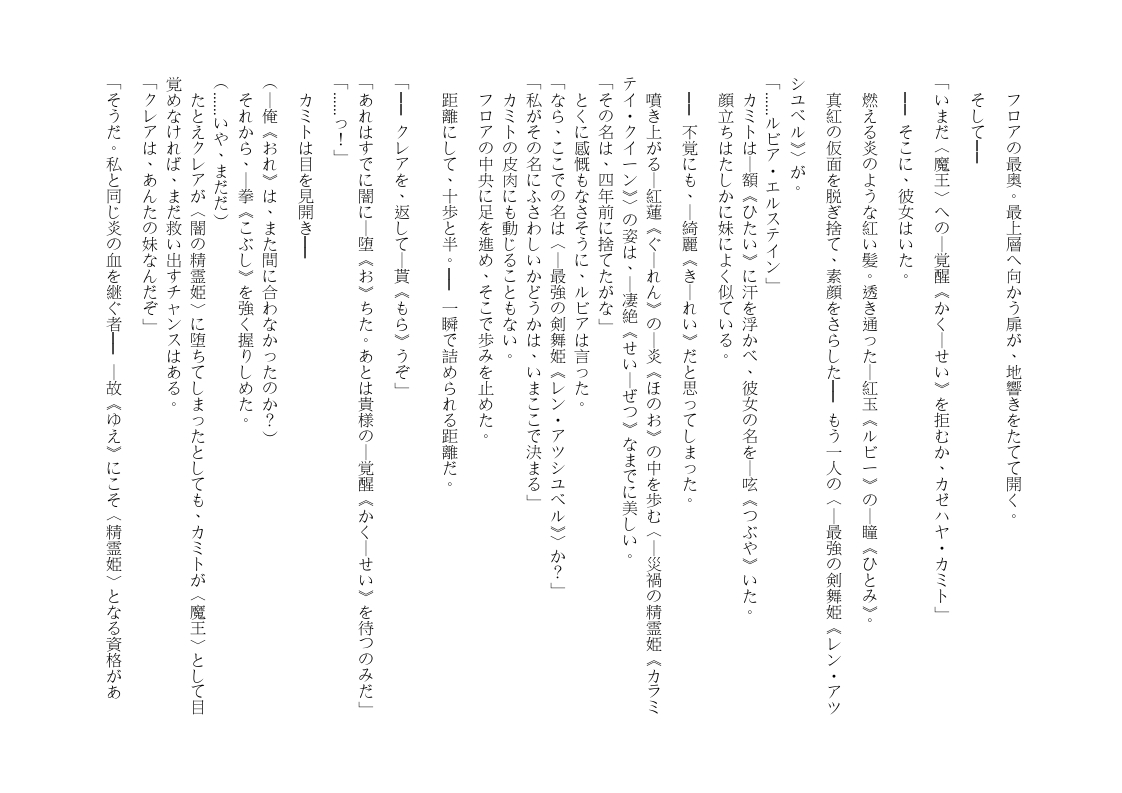 フロアの最奥。最上層へ向かう扉が、地響きをたてて開く。
そして━━
「いまだ〈魔王〉への―覚醒《かく―せい》を拒むか、カゼハヤ・カミト」
━━ そこに、彼女はいた。
燃える炎のような紅い髪。透き通った―紅玉《ルビー》の―瞳《ひとみ》。
真紅の仮面を脱ぎ捨て、素顔をさらした━━ もう一人の〈―最強の剣舞姫《レン・アッ
シュベル》〉が。
「……ルビア・エルステイン」
カミトは―額《ひたい》に汗を浮かべ、彼女の名を―呟《つぶや》いた。
顔立ちはたしかに妹によく似ている。
━━ 不覚にも、―綺麗《き―れい》だと思ってしまった。
噴き上がる―紅蓮《ぐ―れん》の―炎《ほのお》の中を歩む〈―災禍の精霊姫《カラミ
ティ・クイーン》〉の姿は、―凄絶《せい―ぜつ》なまでに美しい。
「その名は、四年前に捨てたがな」
とくに感慨もなさそうに、ルビアは言った。
「なら、ここでの名は〈―最強の剣舞姫《レン・アッシュベル》〉か？」
「私がその名にふさわしいかどうかは、いまここで決まる」
カミトの皮肉にも動じることもない。
フロアの中央に足を進め、そこで歩みを止めた。
距離にして、十歩と半。━━ 一瞬で詰められる距離だ。
「━━ クレアを、返して―貰《もら》うぞ」
「あれはすでに闇に―堕《お》ちた。あとは貴様の―覚醒《かく―せい》を待つのみだ」
「……っ！」
カミトは目を見開き━━
（―俺《おれ》は、また間に合わなかったのか？）
それから、―拳《こぶし》を強く握りしめた。
（……いや、まだだ）
たとえクレアが〈闇の精霊姫〉に堕ちてしまったとしても、カミトが〈魔王〉として目
覚めなければ、まだ救い出すチャンスはある。
「クレアは、あんたの妹なんだぞ」
「そうだ。私と同じ炎の血を継ぐ者━━ ―故《ゆえ》にこそ〈精霊姫〉となる資格があ